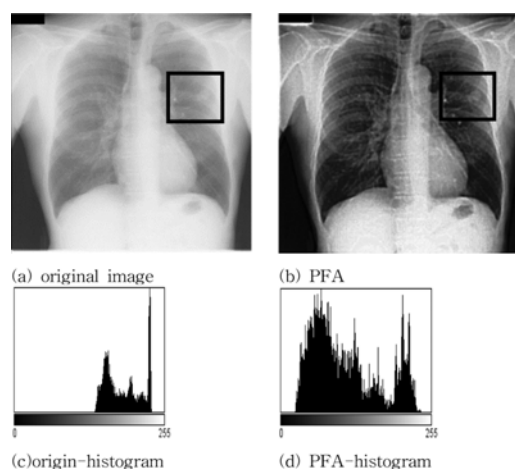 (a) original image
(b) PFA
0 255
0 255
(c)origin-histogram
(d) PFA-histogram